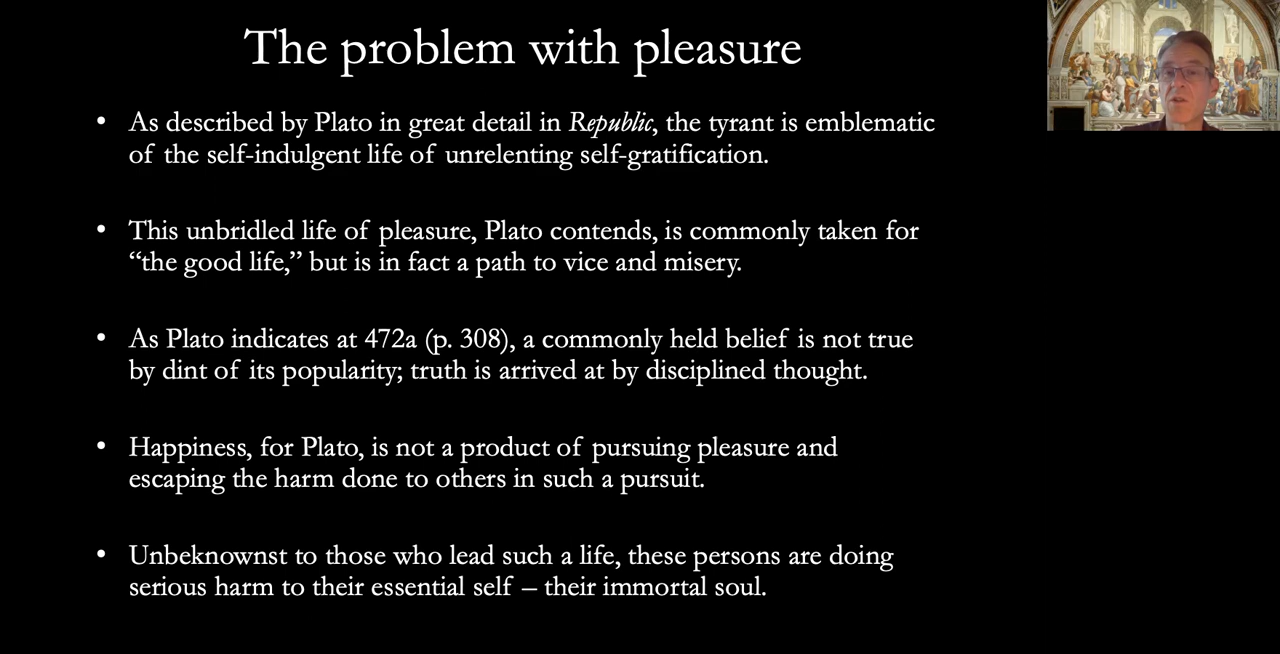 The problem with pleasure
• As described by Plato in great detail in Republic, the tyrant is emblematic
of the self-indulgent life of unrelenting self-gratification.
• This unbridled life of pleasure, Plato contends, is commonly taken for
“the good life,” but is in fact a path to vice and misery.
• As Plato indicates at 472a (p. 308), a commonly held belief is not true
by dint of its popularity; truth is arrived at by disciplined thought.
• Happiness, for Plato, is not a product of pursuing pleasure and
escaping the harm done to others in such a pursuit.
• Unbeknownst to those who lead such a life, these persons are doing
serious harm to their essential self – their immortal soul.